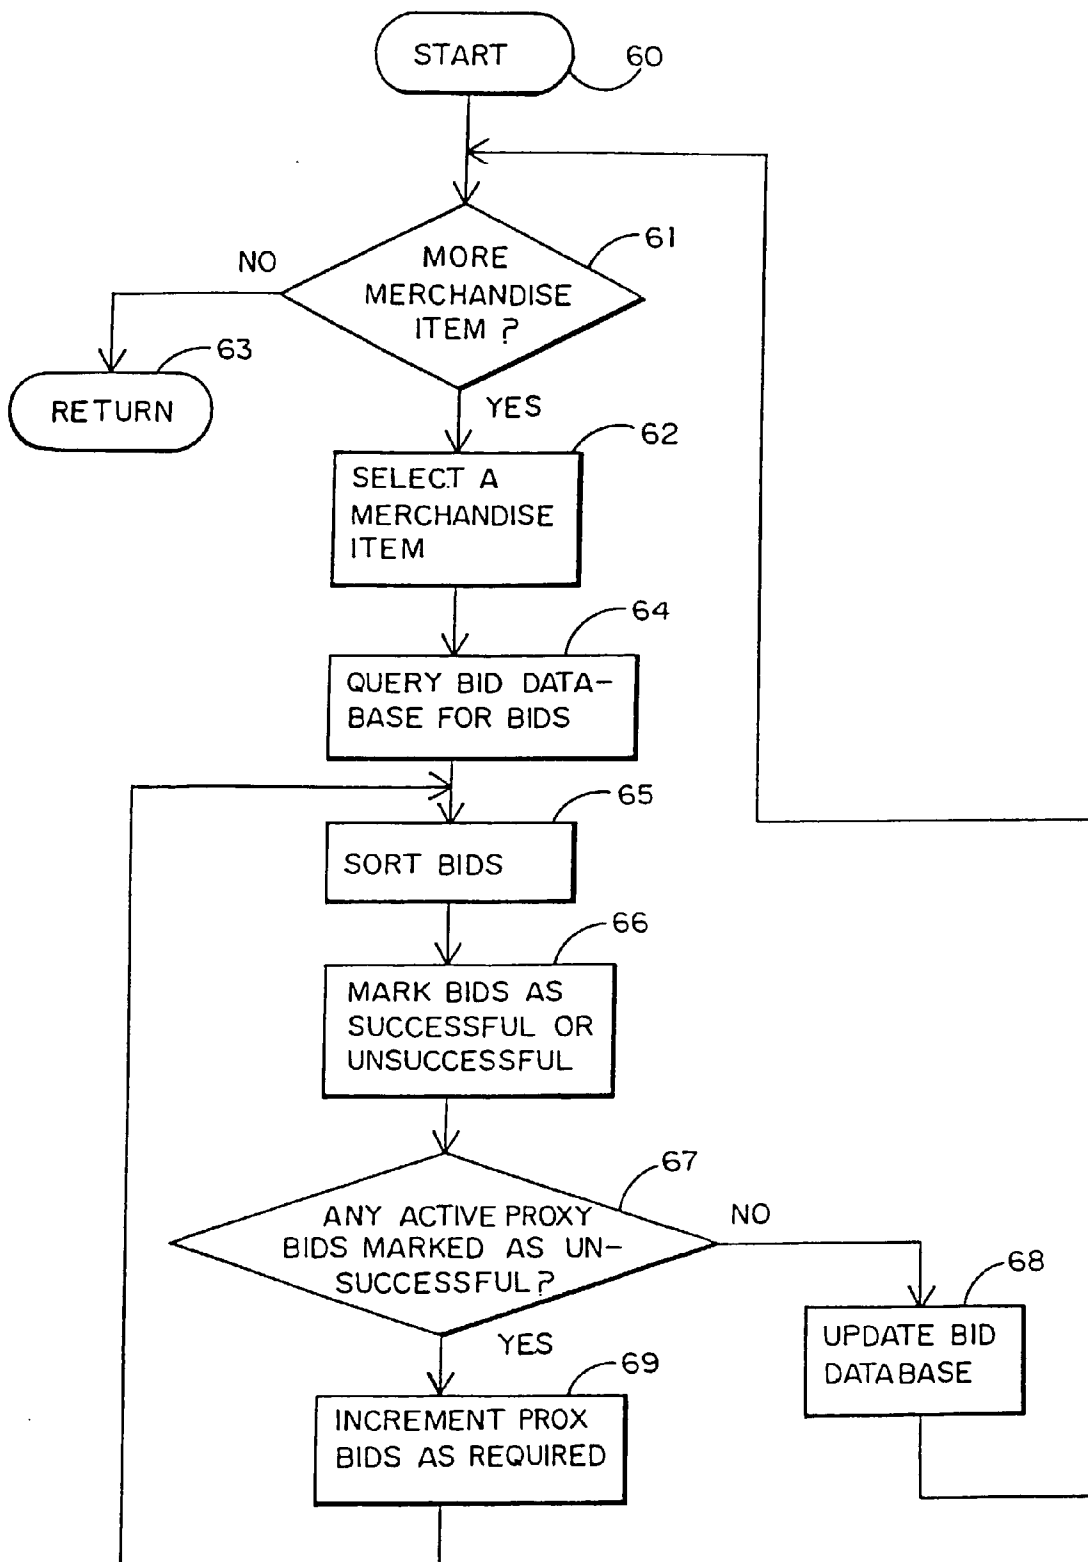 START
60
MORE
MERCHANDISE
ITEM ?
61
NO
63
RETURN
YES
62
SELECT A
MERCHANDISE
ITEM
64
QUERY BID DATA-
BASE FOR BIDS
65
SORT BIDS
66
MARK BIDS AS
SUCCESSFUL OR
UNSUCCESSFUL
67
ANY ACTIVE PROXY
BIDS MARKED AS UN-
SUCCESSFUL?
NO
68
UPDATE BID
DATABASE
YES
69
INCREMENT PROX
BIDS AS REQUIRED